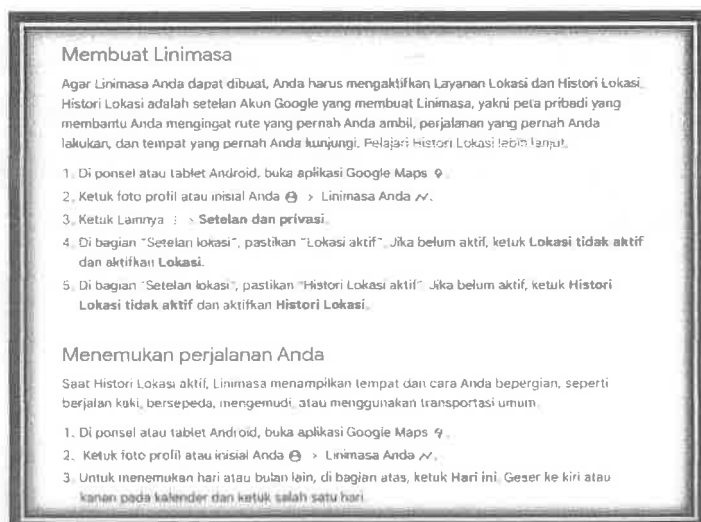 Membuat Linimasa
Agar Linimasa Anda dapat dibuat, Anda harus mengaktifkan Layanan Lokasi dan Histori Lokasi.
Histori Lokasi adalah setelan Akun Google yang membuat Linimasa, yakni peta pribadi yang
membantu Anda mengingat rute yang pernah Anda ambil, perjalanan yang pernah Anda
lakukan, dan tempat yang pernah Anda kunjungi. Pelajari Histori Lokasi lebih lanjut.
1. Di ponsel atau tablet Android, buka aplikasi Google Maps.
2. Ketuk foto profil atau inisial Anda > Linimasa Anda.
3. Ketuk Lainnya ⋮ > Setelan dan privasi.
4. Di bagian "Setelan lokasi", pastikan "Lokasi aktif". Jika belum aktif, ketuk Lokasi tidak aktif
dan aktifkan Lokasi.
5. Di bagian "Setelan lokasi", pastikan "Histori Lokasi aktif". Jika belum aktif, ketuk Histori
Lokasi tidak aktif dan aktifkan Histori Lokasi.
Menemukan perjalanan Anda
Saat Histori Lokasi aktif, Linimasa menampilkan tempat dan cara Anda bepergian, seperti
berjalan kaki, bersepeda, mengemudi, atau menggunakan transportasi umum.
1. Di ponsel atau tablet Android, buka aplikasi Google Maps.
2. Ketuk foto profil atau inisial Anda > Linimasa Anda.
3. Untuk menemukan hari atau bulan lain, di bagian atas, ketuk Hari ini. Geser ke kiri atau
kanan pada kalender dan ketuk salah satu hari.